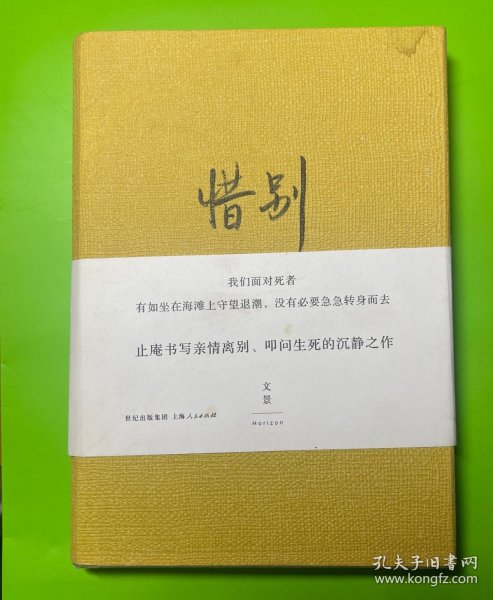 惜别
我们面对死者
有如坐在海滩上守望退潮，没有必要急急转身而去
止庵书写亲情离别、叩问生死的沉静之作
文
景
Horizon
世纪出版集团 上海人民出版社
孔夫子旧书网
www.kongfz.com